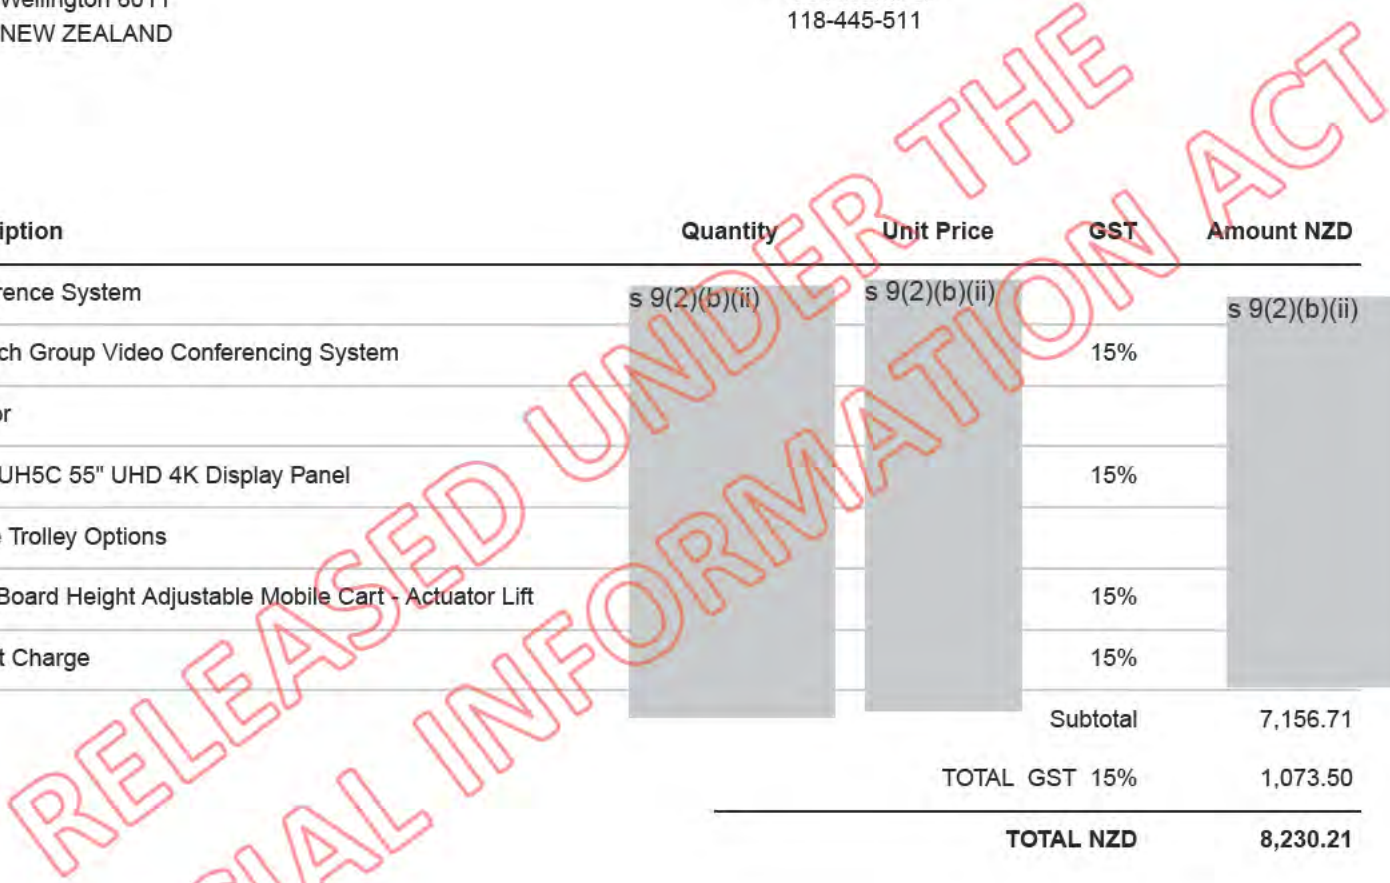 Wellington 6011
NEW ZEALAND
118-445-511
iption Quantity Unit Price GST Amount NZD
rence System s 9(2)(b)(ii) s 9(2)(b)(ii) s 9(2)(b)(ii)
ch Group Video Conferencing System 15%
or
UH5C 55" UHD 4K Display Panel 15%
e Trolley Options
Board Height Adjustable Mobile Cart - Actuator Lift 15%
t Charge 15%
Subtotal 7,156.71
TOTAL GST 15% 1,073.50
TOTAL NZD 8,230.21
RELEASED UNDER THE
CIAL INFORMATION ACT